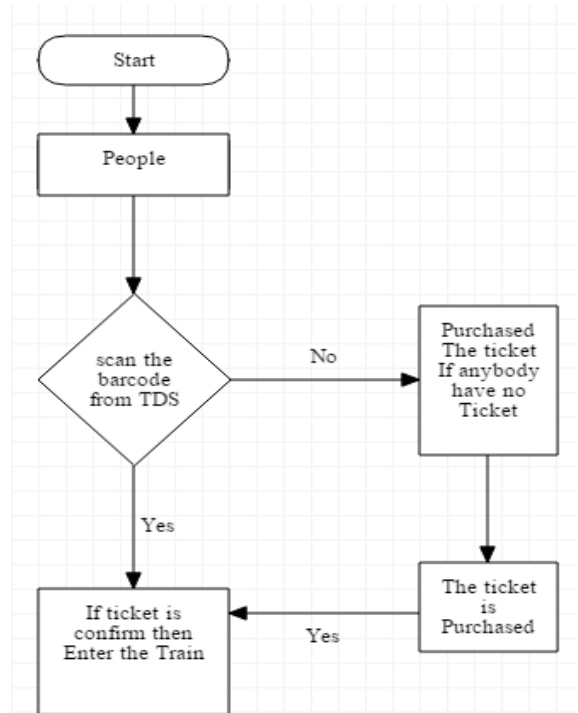 Start
People
scan the
barcode
from TDS
No
Purchased
The ticket
If anybody
have no
Ticket
Yes
The ticket
is
Purchased
Yes
If ticket is
confirm then
Enter the Train